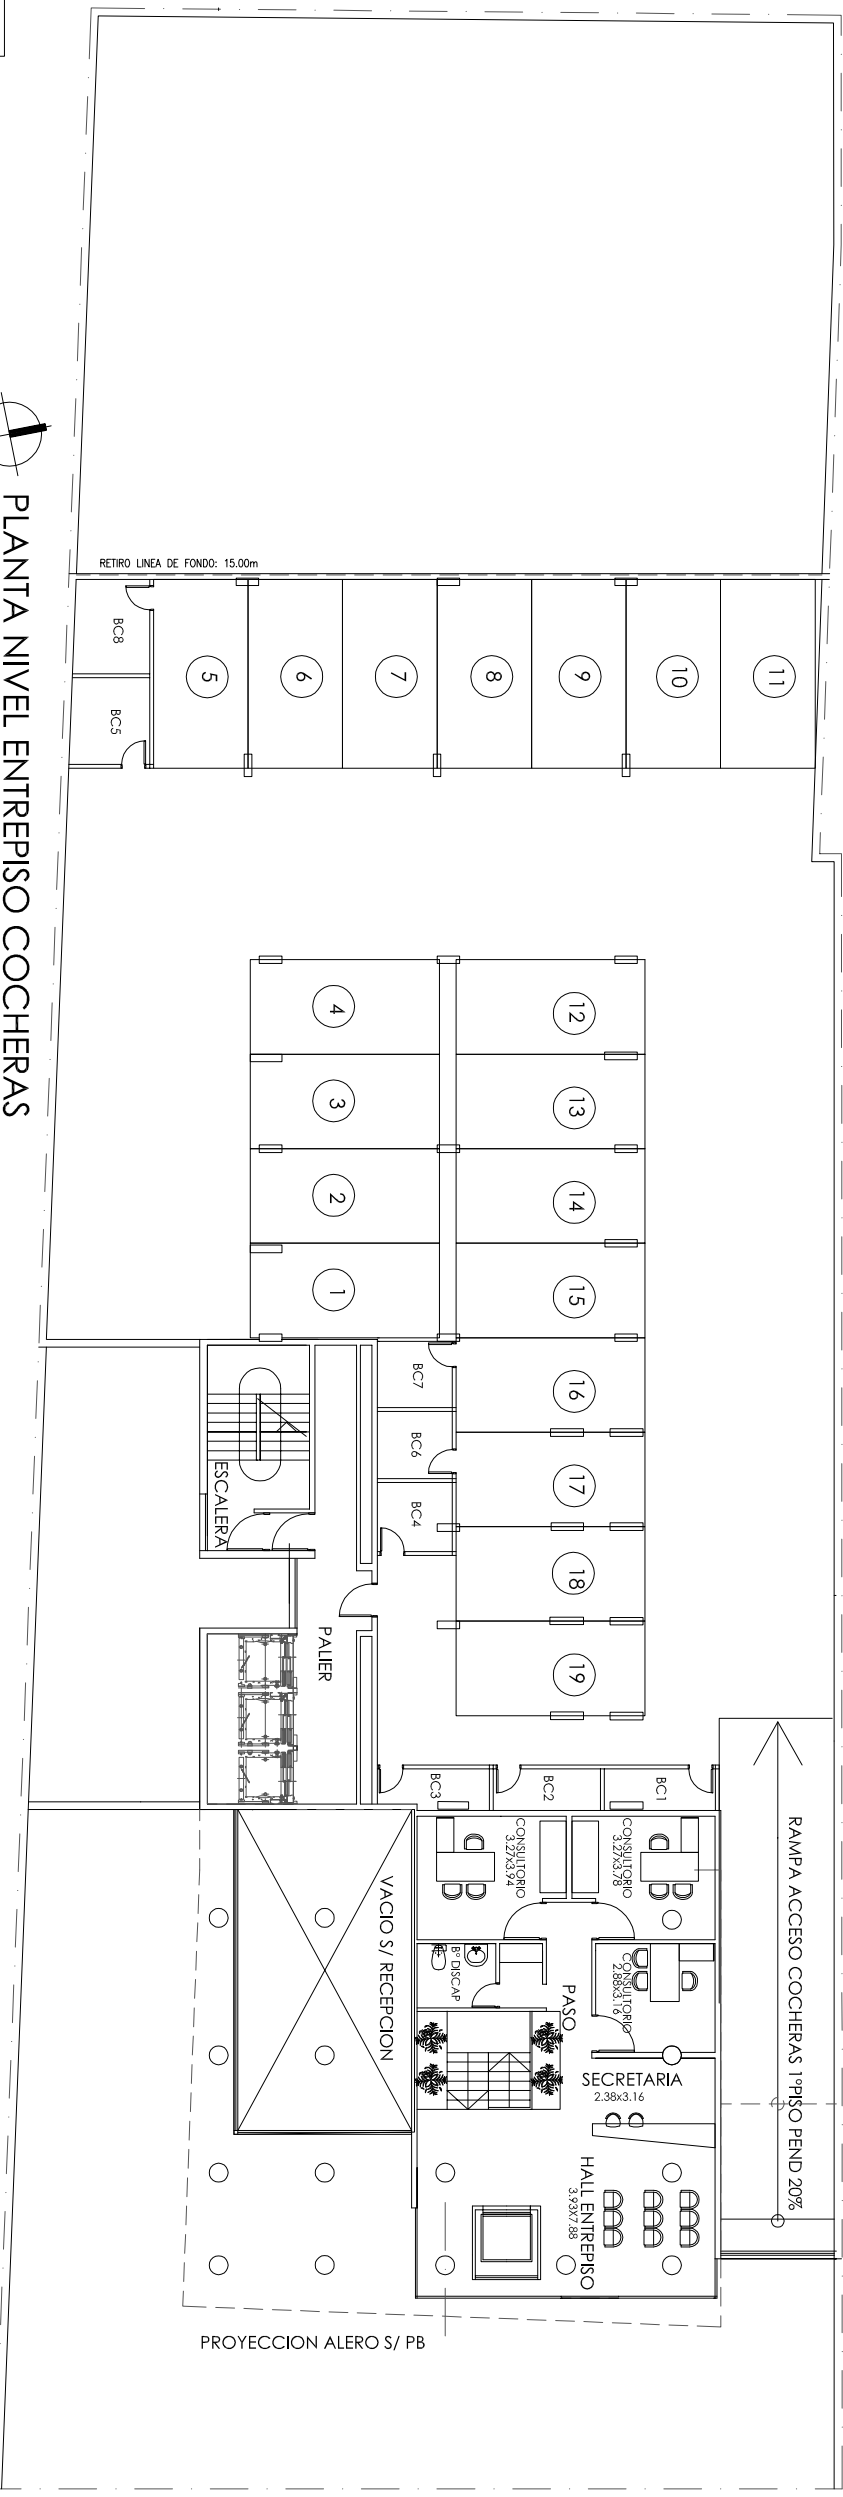 PLANTA NIVEL ENTREPISO COCHERAS
RETIRO LINEA DE FONDO: 15.00m
BC8
BC5
5
6
7
8
9
10
11
4
3
2
1
12
13
14
15
16
17
18
19
BC7
BC6
BC4
ESCALERA
PALIER
BC3
BC2
BC1
RAMPA ACCESO COCHERAS 1ºPISO PEND 20%
CONSULTORIO
3.27x3.94
CONSULTORIO
3.27x3.78
CONSULTORIO
2.88x3.16
Bº DISCAP
PASO
VACIO S/ RECEPCION
SECRETARIA
2.38x3.16
HALL ENTREPISO
3.93X7.88
PROYECCION ALERO S/ PB